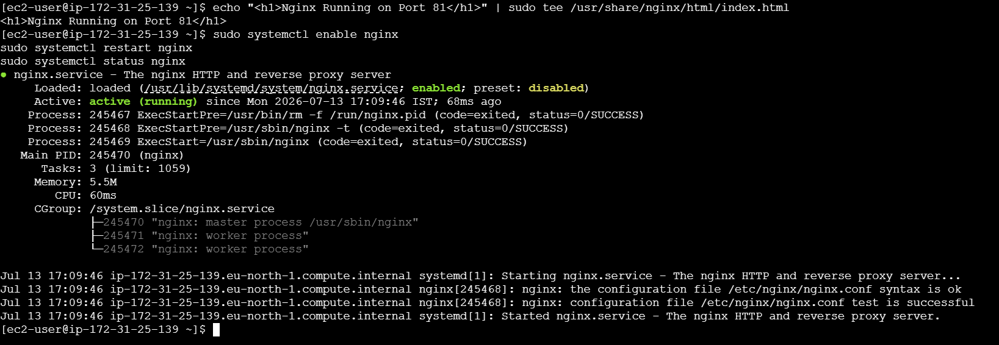 [ec2-user@ip-172-31-25-139 ~]$ echo "<h1>Nginx Running on Port 81</h1>" | sudo tee /usr/share/nginx/html/index.html
<h1>Nginx Running on Port 81</h1>
[ec2-user@ip-172-31-25-139 ~]$ sudo systemctl enable nginx
sudo systemctl restart nginx
sudo systemctl status nginx
● nginx.service - The nginx HTTP and reverse proxy server
     Loaded: loaded (/usr/lib/systemd/system/nginx.service; enabled; preset: disabled)
     Active: active (running) since Mon 2026-07-13 17:09:46 IST; 68ms ago
    Process: 245467 ExecStartPre=/usr/bin/rm -f /run/nginx.pid (code=exited, status=0/SUCCESS)
    Process: 245468 ExecStartPre=/usr/sbin/nginx -t (code=exited, status=0/SUCCESS)
    Process: 245469 ExecStart=/usr/sbin/nginx (code=exited, status=0/SUCCESS)
   Main PID: 245470 (nginx)
      Tasks: 3 (limit: 1059)
     Memory: 5.5M
        CPU: 60ms
     CGroup: /system.slice/nginx.service
             ├─245470 "nginx: master process /usr/sbin/nginx"
             ├─245471 "nginx: worker process"
             └─245472 "nginx: worker process"
Jul 13 17:09:46 ip-172-31-25-139.eu-north-1.compute.internal systemd[1]: Starting nginx.service - The nginx HTTP and reverse proxy server...
Jul 13 17:09:46 ip-172-31-25-139.eu-north-1.compute.internal nginx[245468]: nginx: the configuration file /etc/nginx/nginx.conf syntax is ok
Jul 13 17:09:46 ip-172-31-25-139.eu-north-1.compute.internal nginx[245468]: nginx: configuration file /etc/nginx/nginx.conf test is successful
Jul 13 17:09:46 ip-172-31-25-139.eu-north-1.compute.internal systemd[1]: Started nginx.service - The nginx HTTP and reverse proxy server.
[ec2-user@ip-172-31-25-139 ~]$